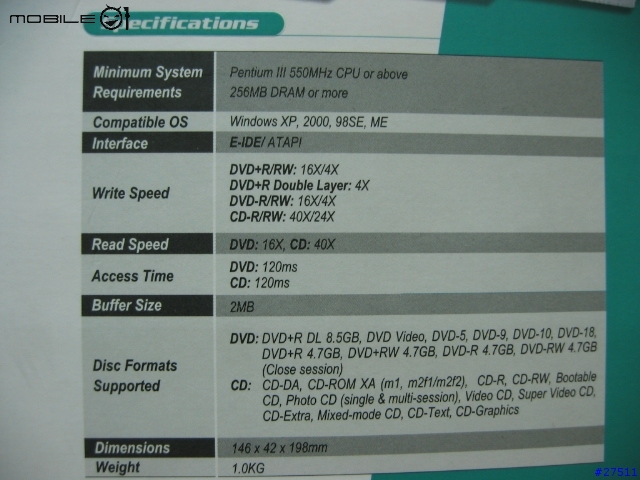 MOBILE01
Specifications
Minimum System Requirements
Pentium III 550MHz CPU or above
256MB DRAM or more
Compatible OS
Windows XP, 2000, 98SE, ME
Interface
E-IDE/ ATAPI
Write Speed
DVD+R/RW: 16X/4X
DVD+R Double Layer: 4X
DVD-R/RW: 16X/4X
CD-R/RW: 40X/24X
Read Speed
DVD: 16X, CD: 40X
Access Time
DVD: 120ms
CD: 120ms
Buffer Size
2MB
Disc Formats Supported
DVD: DVD+R DL 8.5GB, DVD Video, DVD-5, DVD-9, DVD-10, DVD-18,
DVD+R 4.7GB, DVD+RW 4.7GB, DVD-R 4.7GB, DVD-RW 4.7GB
(Close session)
CD: CD-DA, CD-ROM XA (m1, m2f1/m2f2), CD-R, CD-RW, Bootable
CD, Photo CD (single & multi-session), Video CD, Super Video CD,
CD-Extra, Mixed-mode CD, CD-Text, CD-Graphics
Dimensions
146 x 42 x 198mm
Weight
1.0KG
#27511